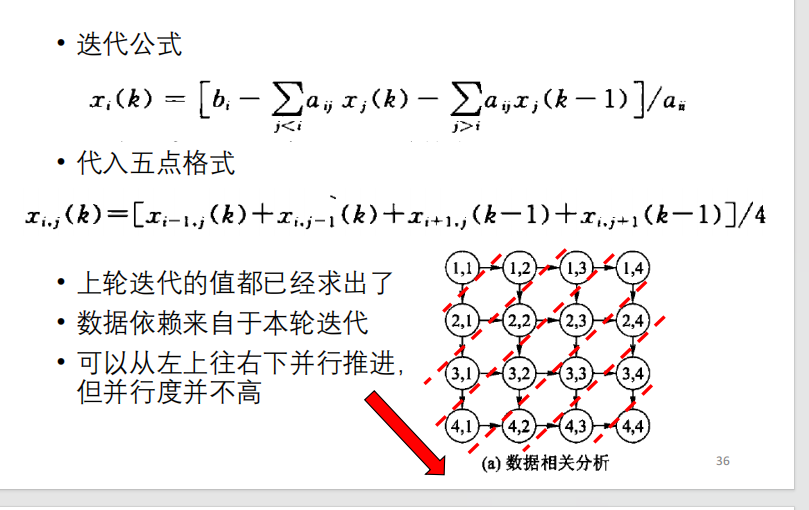 • 迭代公式
x_i(k) = [b_i − ∑_{j<i} a_{ij} x_j(k) − ∑_{j>i} a_{ij} x_j(k − 1)]/a_{ii}
• 代入五点格式
x_{i,j}(k)=[x_{i−1,j}(k)+x_{i,j−1}(k)+x_{i+1,j}(k−1)+x_{i,j+1}(k−1)]/4
• 上轮迭代的值都已经求出了
• 数据依赖来自于本轮迭代
• 可以从左上往右下并行推进,
但并行度并不高
1,1 1,2 1,3 1,4
2,1 2,2 2,3 2,4
3,1 3,2 3,3 3,4
4,1 4,2 4,3 4,4
(a) 数据相关分析
36